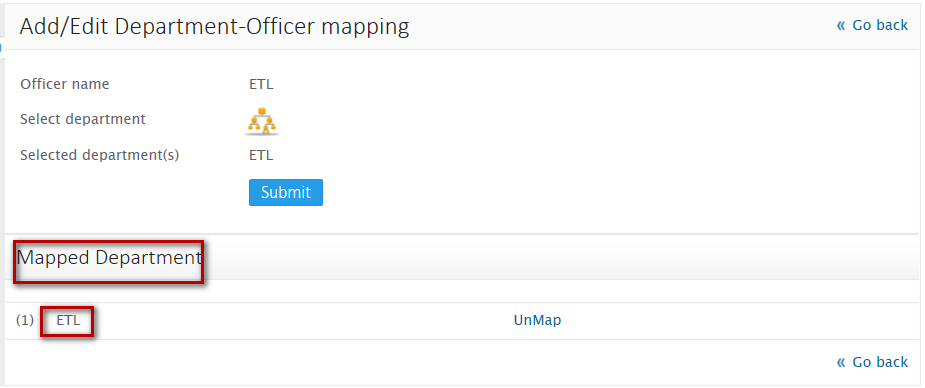 Add/Edit Department-Officer mapping
« Go back
Officer name ETL
Select department
Selected department(s) ETL
Submit
Mapped Department
(1) ETL UnMap
« Go back